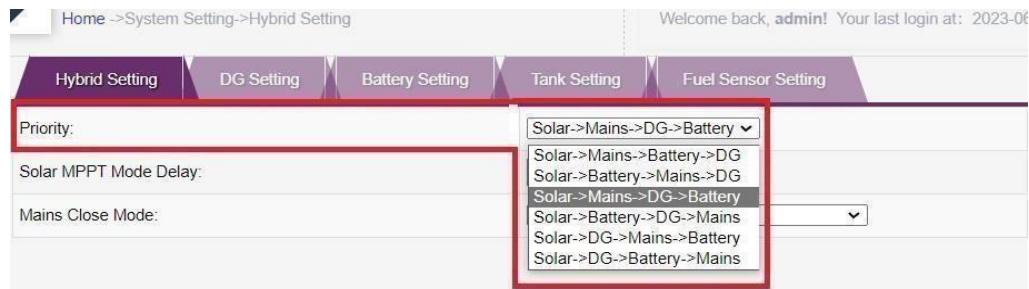 Home ->System Setting->Hybrid Setting
Welcome back, admin! Your last login at: 2023-06
Hybrid Setting
DG Setting
Battery Setting
Tank Setting
Fuel Sensor Setting
Priority:
Solar->Mains->DG->Battery
Solar->Mains->Battery->DG
Solar->Battery->Mains->DG
Solar->Mains->DG->Battery
Solar->Battery->DG->Mains
Solar->DG->Mains->Battery
Solar->DG->Battery->Mains
Solar MPPT Mode Delay:
Mains Close Mode: